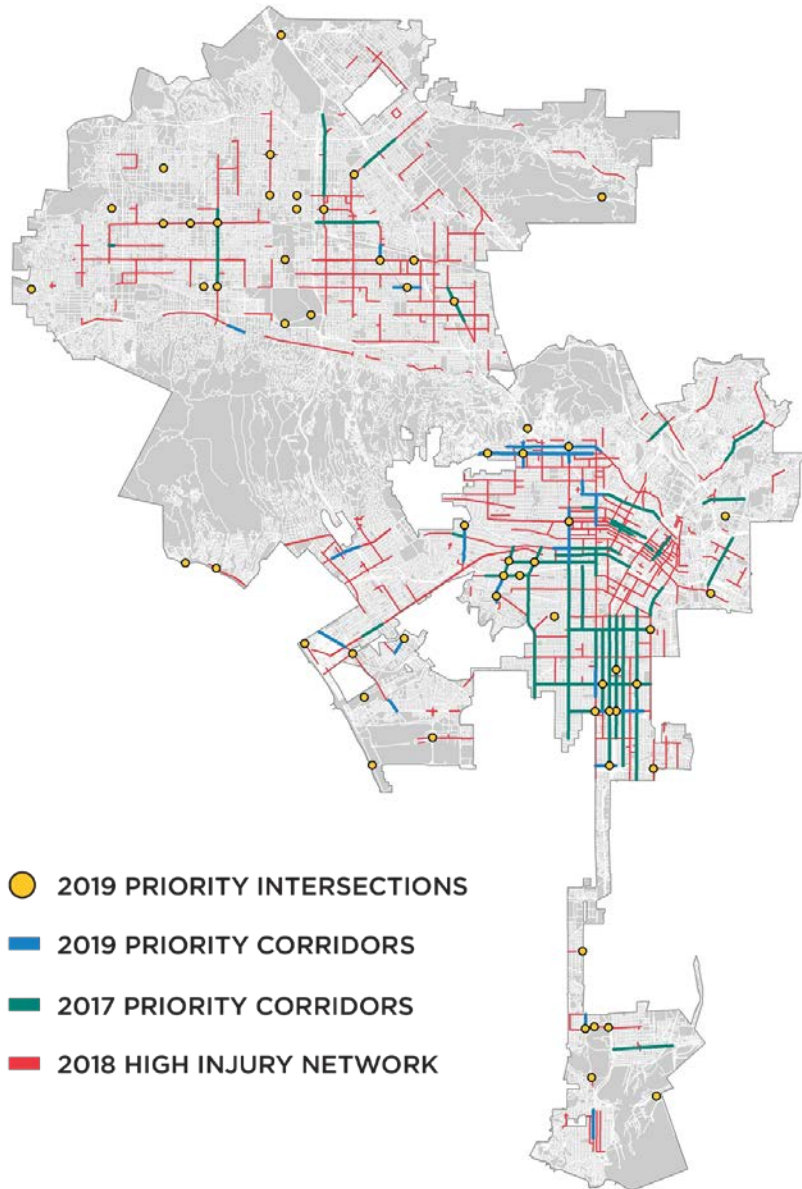 2019 PRIORITY INTERSECTIONS
2019 PRIORITY CORRIDORS
2017 PRIORITY CORRIDORS
2018 HIGH INJURY NETWORK